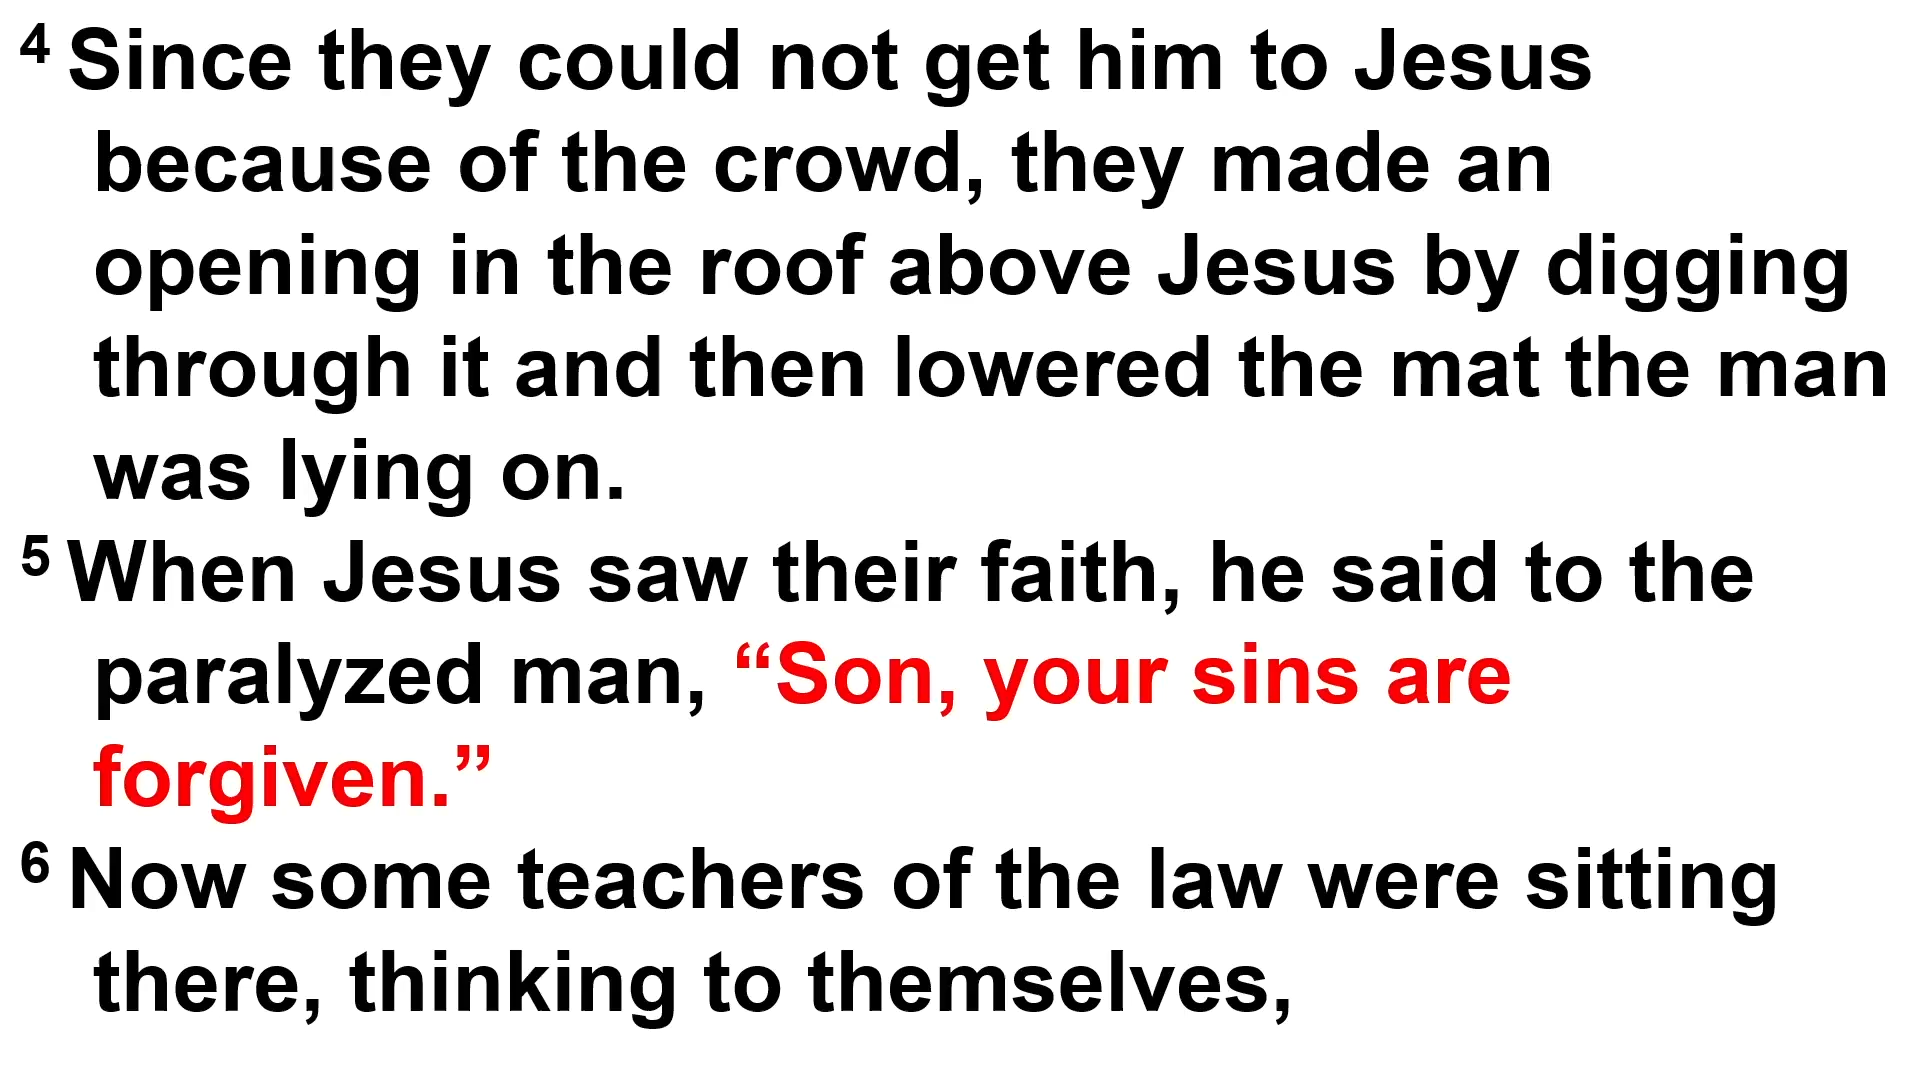 4 Since they could not get him to Jesus
because of the crowd, they made an
opening in the roof above Jesus by digging
through it and then lowered the mat the man
was lying on.
5 When Jesus saw their faith, he said to the
paralyzed man, “Son, your sins are
forgiven.”
6 Now some teachers of the law were sitting
there, thinking to themselves,